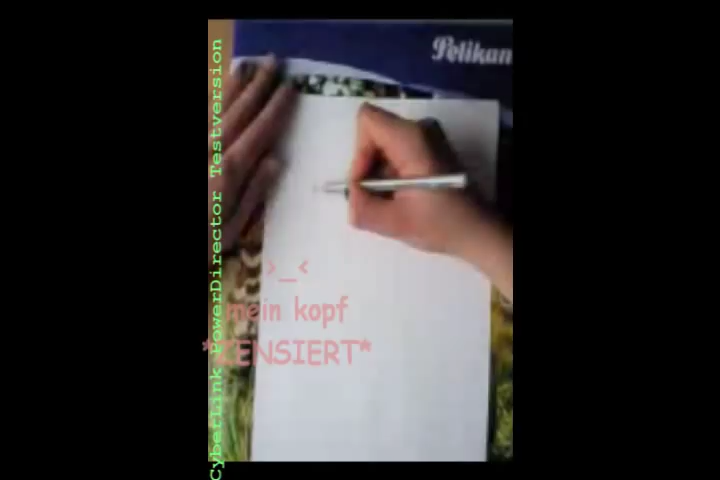 Pelikan
>_<
mein kopf
*ZENSIERT*
CyberLink PowerDirector Testversion